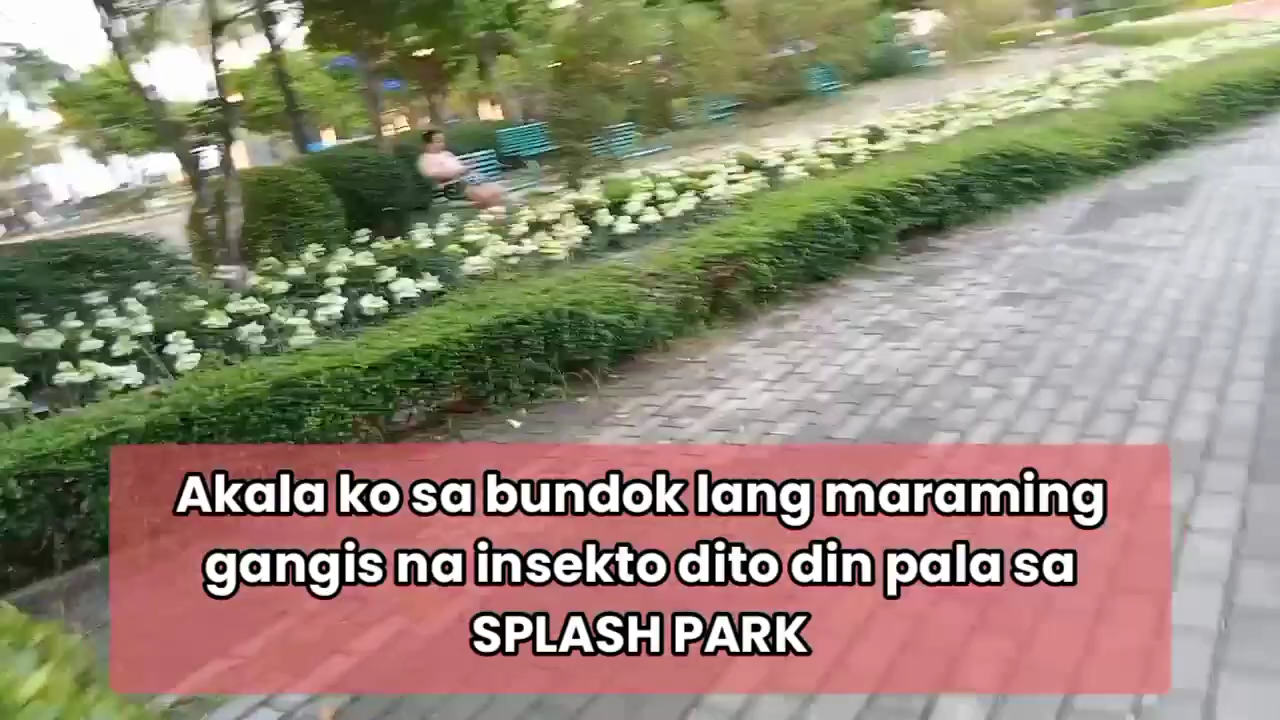 Akala ko sa bundok lang maraming
gangis na insekto dito din pala sa
SPLASH PARK